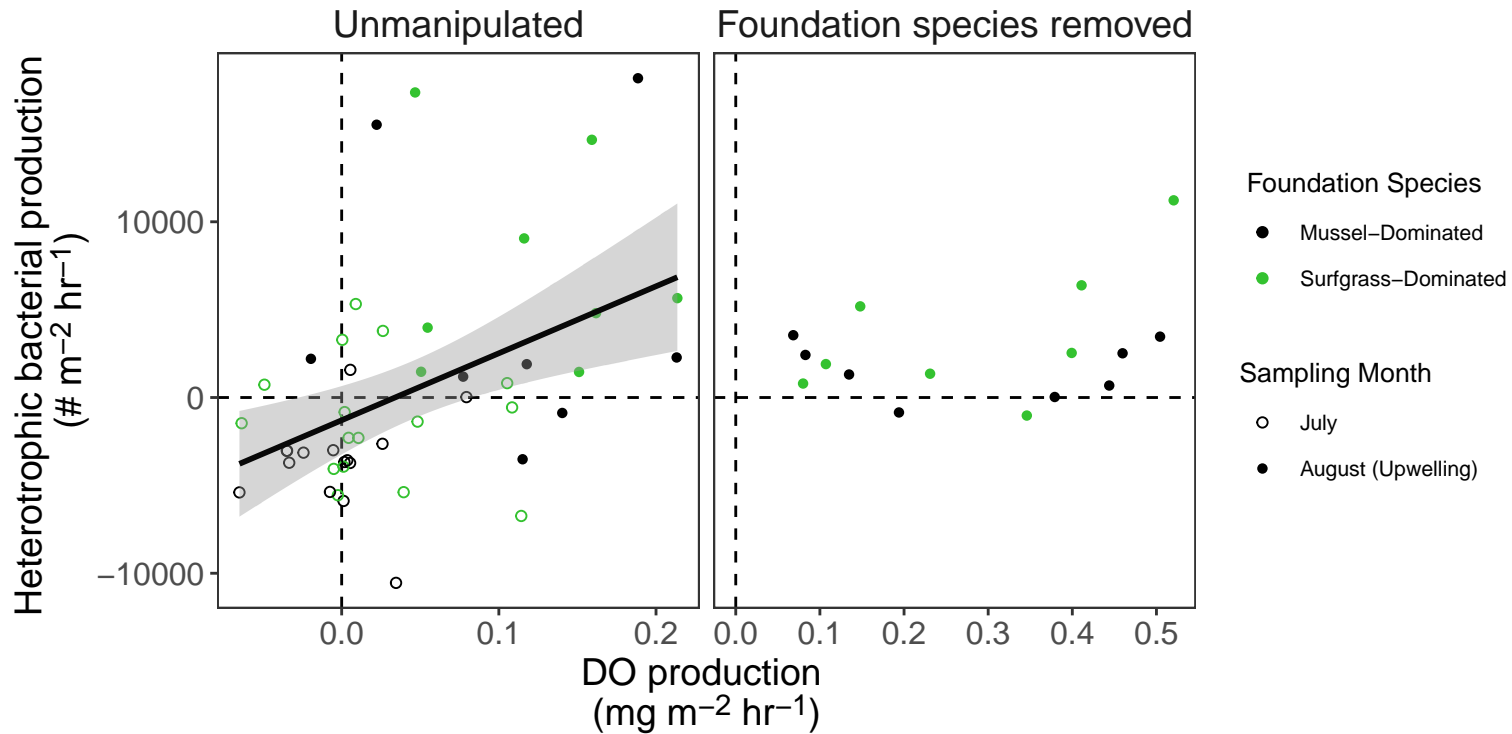 Unmanipulated
Foundation species removed
Heterotrophic bacterial production
(# m−2 hr−1)
10000
0
−10000
0.0
0.1
0.2
0.0
0.1
0.2
0.3
0.4
0.5
DO production
(mg m−2 hr−1)
Foundation Species
Mussel−Dominated
Surfgrass−Dominated
Sampling Month
July
August (Upwelling)